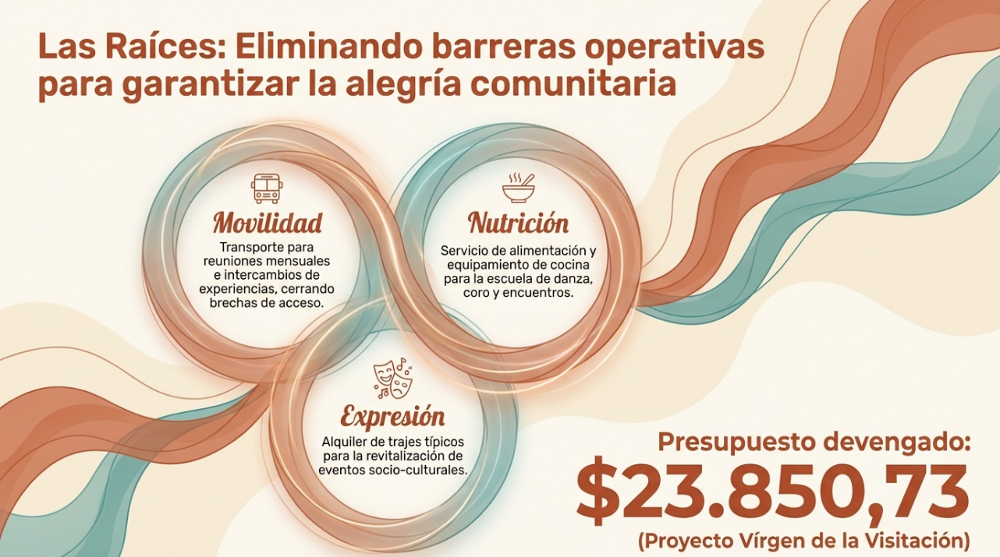 Las Raíces: Eliminando barreras operativas
para garantizar la alegría comunitaria
Movilidad
Transporte para
reuniones mensuales
e intercambios de
experiencias, cerrando
brechas de acceso.
Nutrición
Servicio de alimentación y
equipamiento de cocina
para la escuela de danza,
coro y encuentros.
Expresión
Alquiler de trajes típicos
para la revitalización de
eventos socio-culturales.
Presupuesto devengado:
$23.850,73
(Proyecto Vírgen de la Visitación)